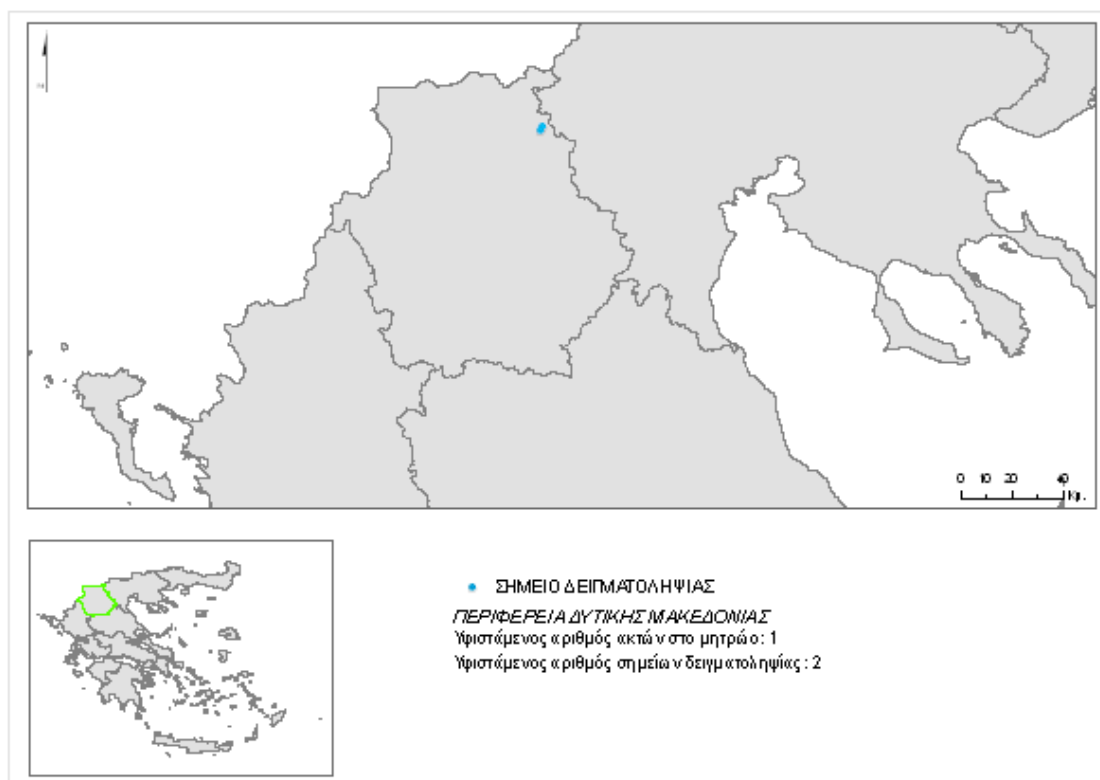 0 10 20 40
Κμ.
ΣΗΜΕΙΟ ΔΕΙΓΜΑΤΟΛΗΨΙΑΣ
ΠΕΡΙΦΕΡΕΙΑ ΔΥΤΙΚΗΣ ΜΑΚΕΔΟΝΙΑΣ
Υφιστάμενος αριθμός ακτών στο μητρώο: 1
Υφιστάμενος αριθμός σημείων δειγματοληψίας: 2